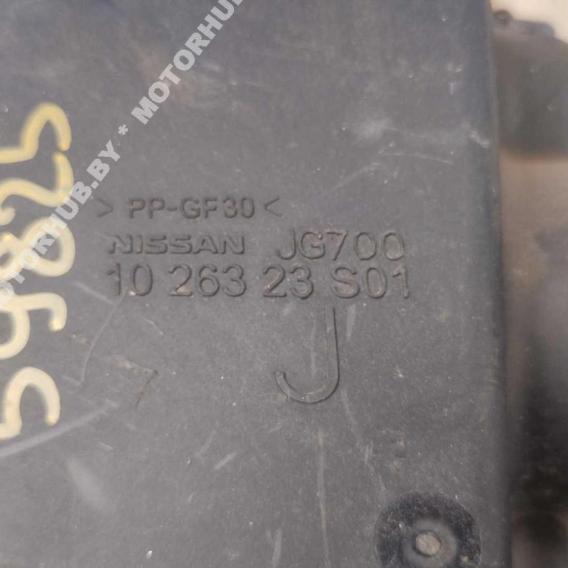 MOTORHUB.BY * MOTORHUB
59825
> PP-GF30 <
NISSAN JG700
10 263 23 S01
J